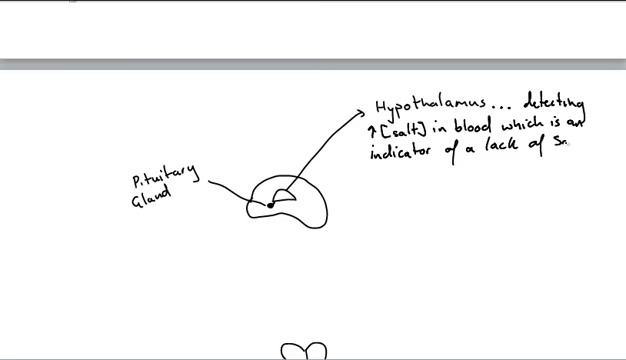 Hypothalamus... detecting
↑[salt] in blood which is an
indicator of a lack of
Pituitary
Gland